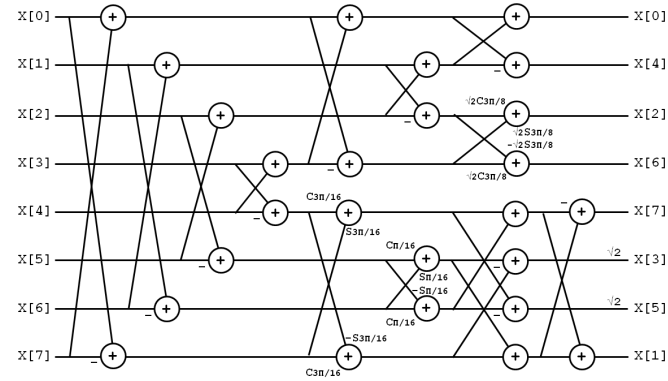 X[0] + + + X[0]
X[1] + + - + X[4]
X[2] + - + √2C3π/8 + X[2]
√2S3π/8
-√2S3π/8
X[3] + - + √2C3π/8 + X[6]
X[4] - + C3π/16 + S3π/16 + - + X[7]
X[5] - + Cπ/16 + Sπ/16 - + √2 X[3]
X[6] - + -Sπ/16 Cπ/16 + - + √2 X[5]
X[7] - + -S3π/16 C3π/16 + + + X[1]